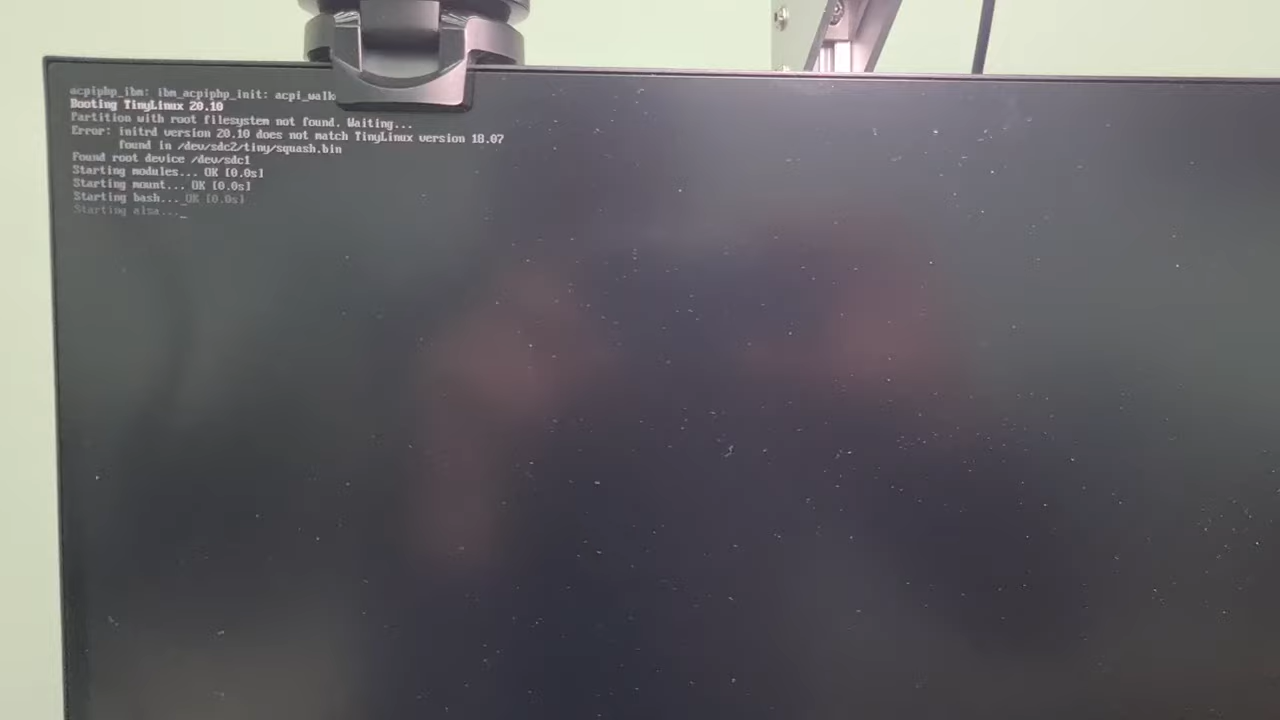 acpiphp_ibm: ibm_acpiphp_init: acpi_walk
Booting TinyLinux 20.10
Partition with root filesystem not found. Waiting...
Error: initrd version 20.10 does not match TinyLinux version 18.07
found in /dev/sdc2/tiny/squash.bin
Found root device /dev/sdc1
Starting modules... OK [0.0s]
Starting mount... OK [0.0s]
Starting bash... OK [0.0s]
Starting alsa..._